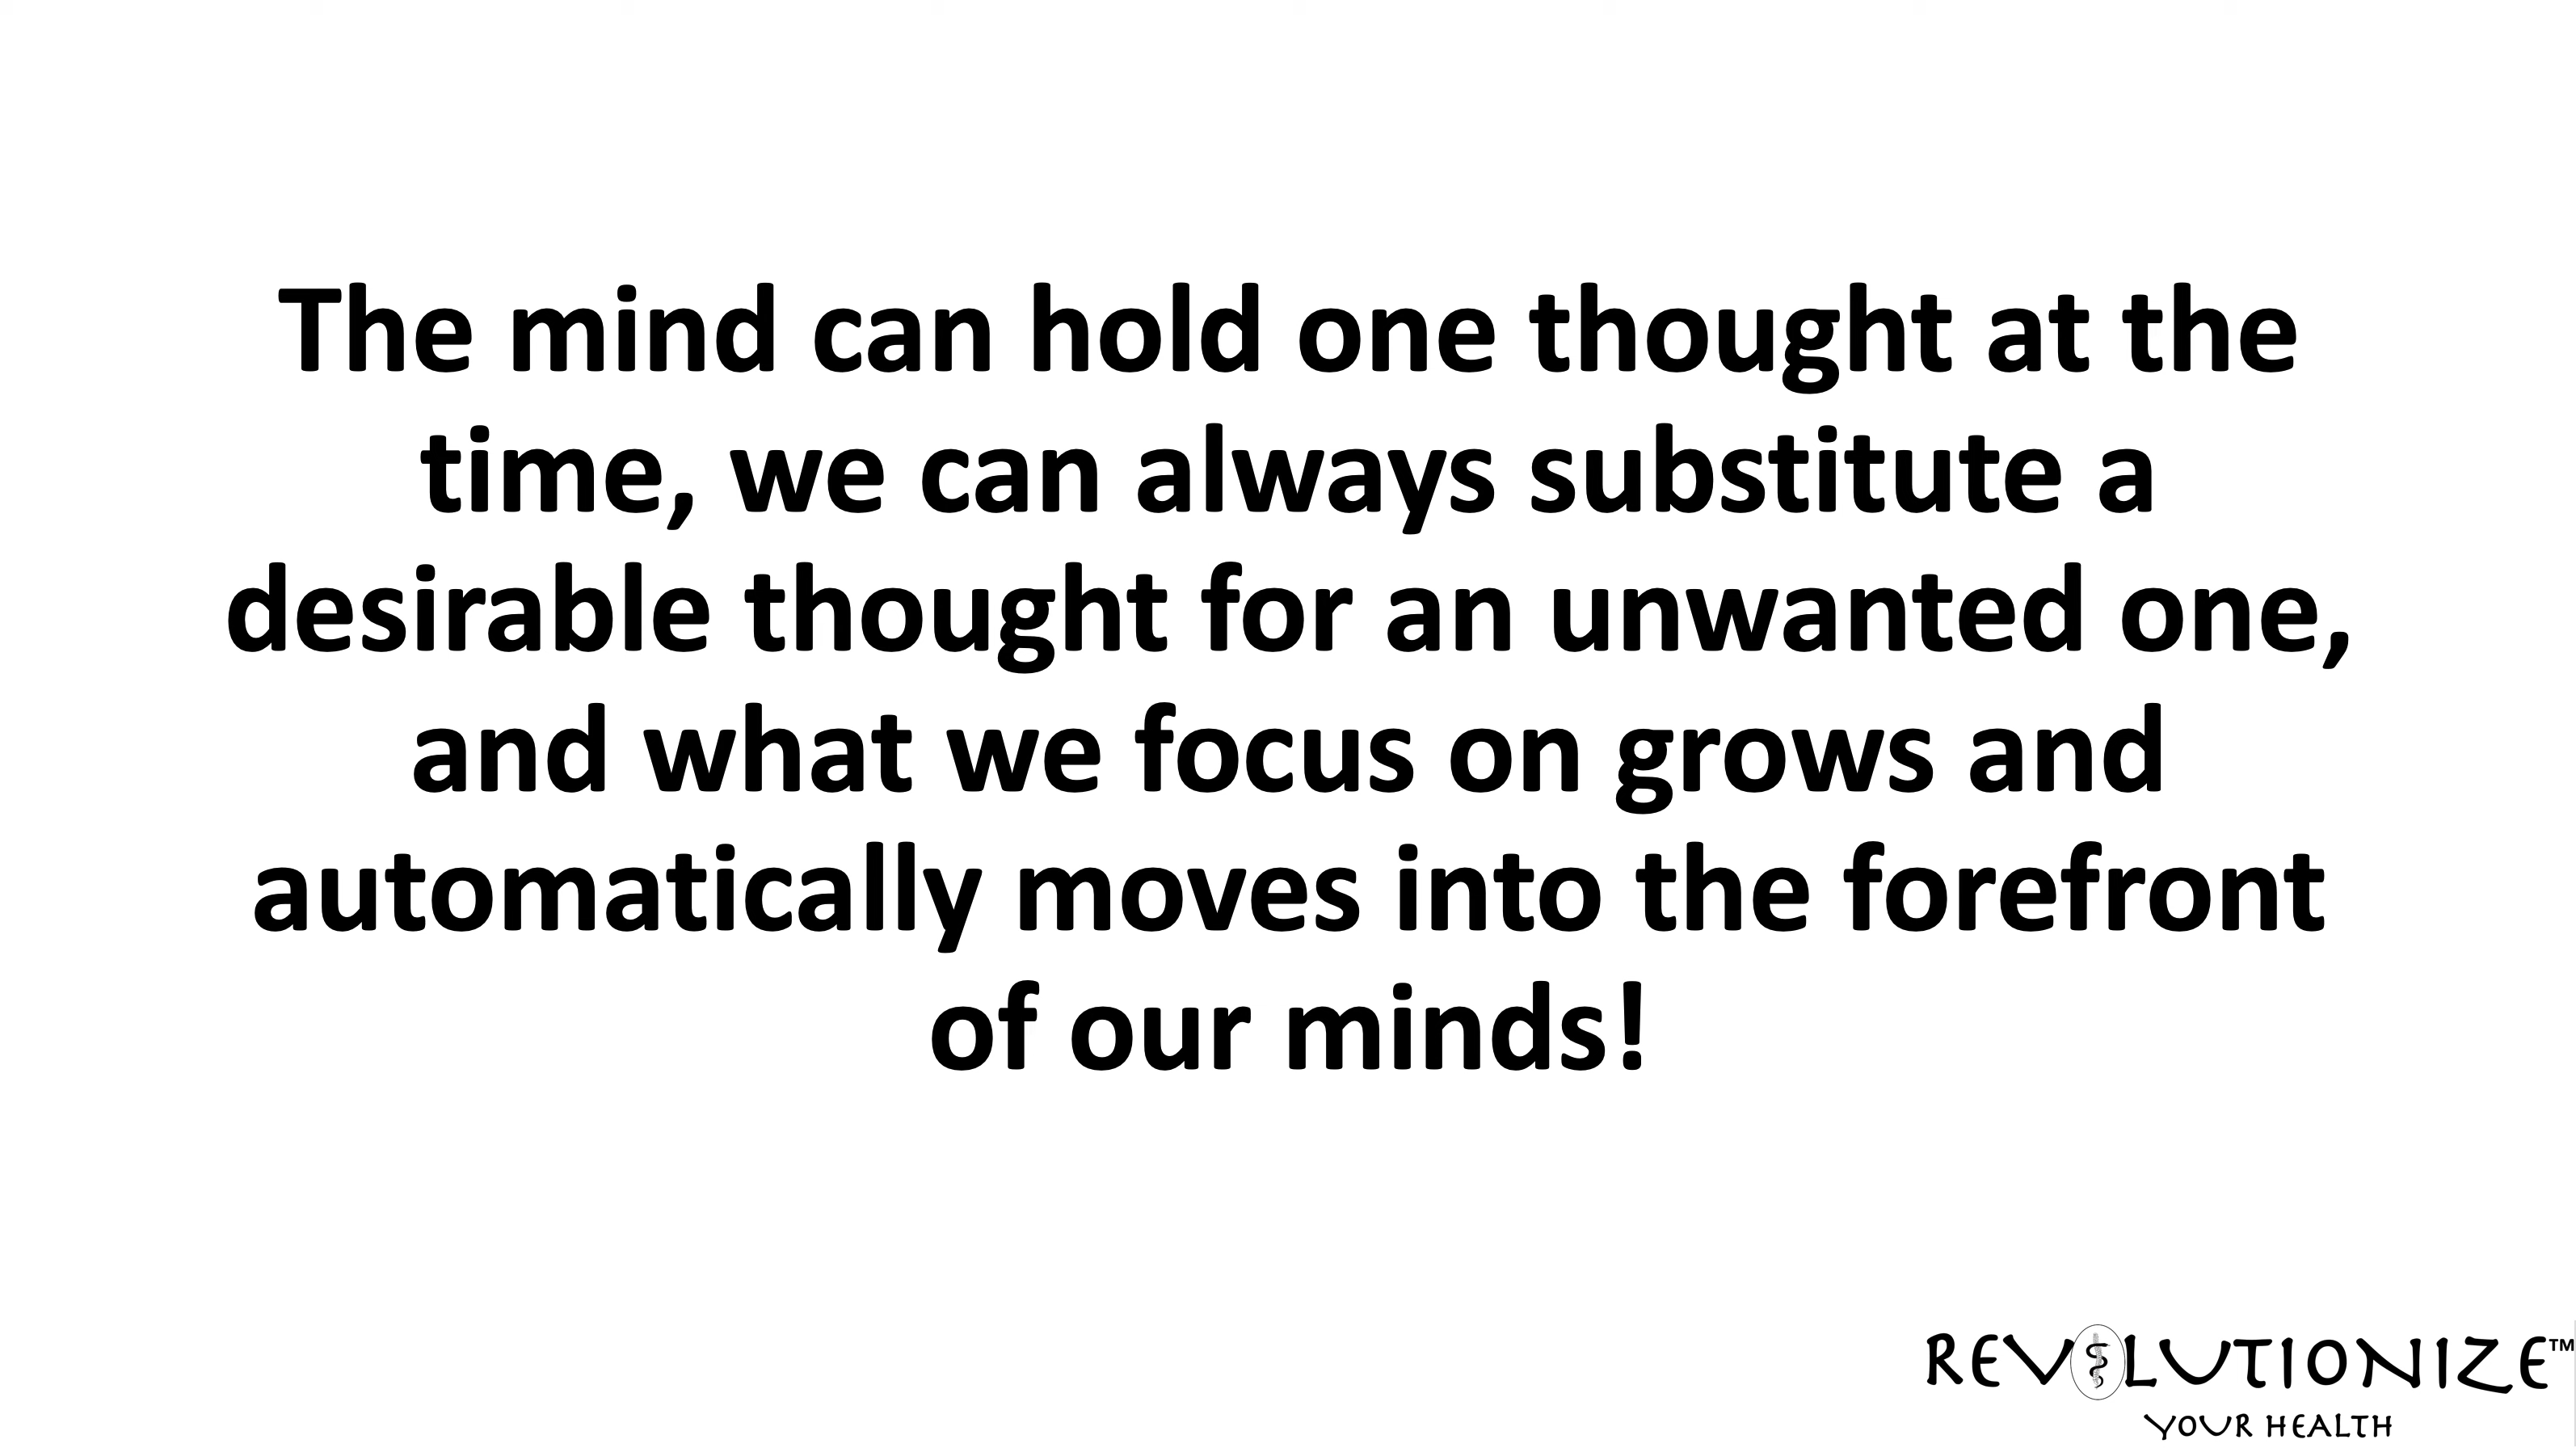 The mind can hold one thought at the
time, we can always substitute a
desirable thought for an unwanted one,
and what we focus on grows and
automatically moves into the forefront
of our minds!
REVOLUTIONIZE™
YOUR HEALTH